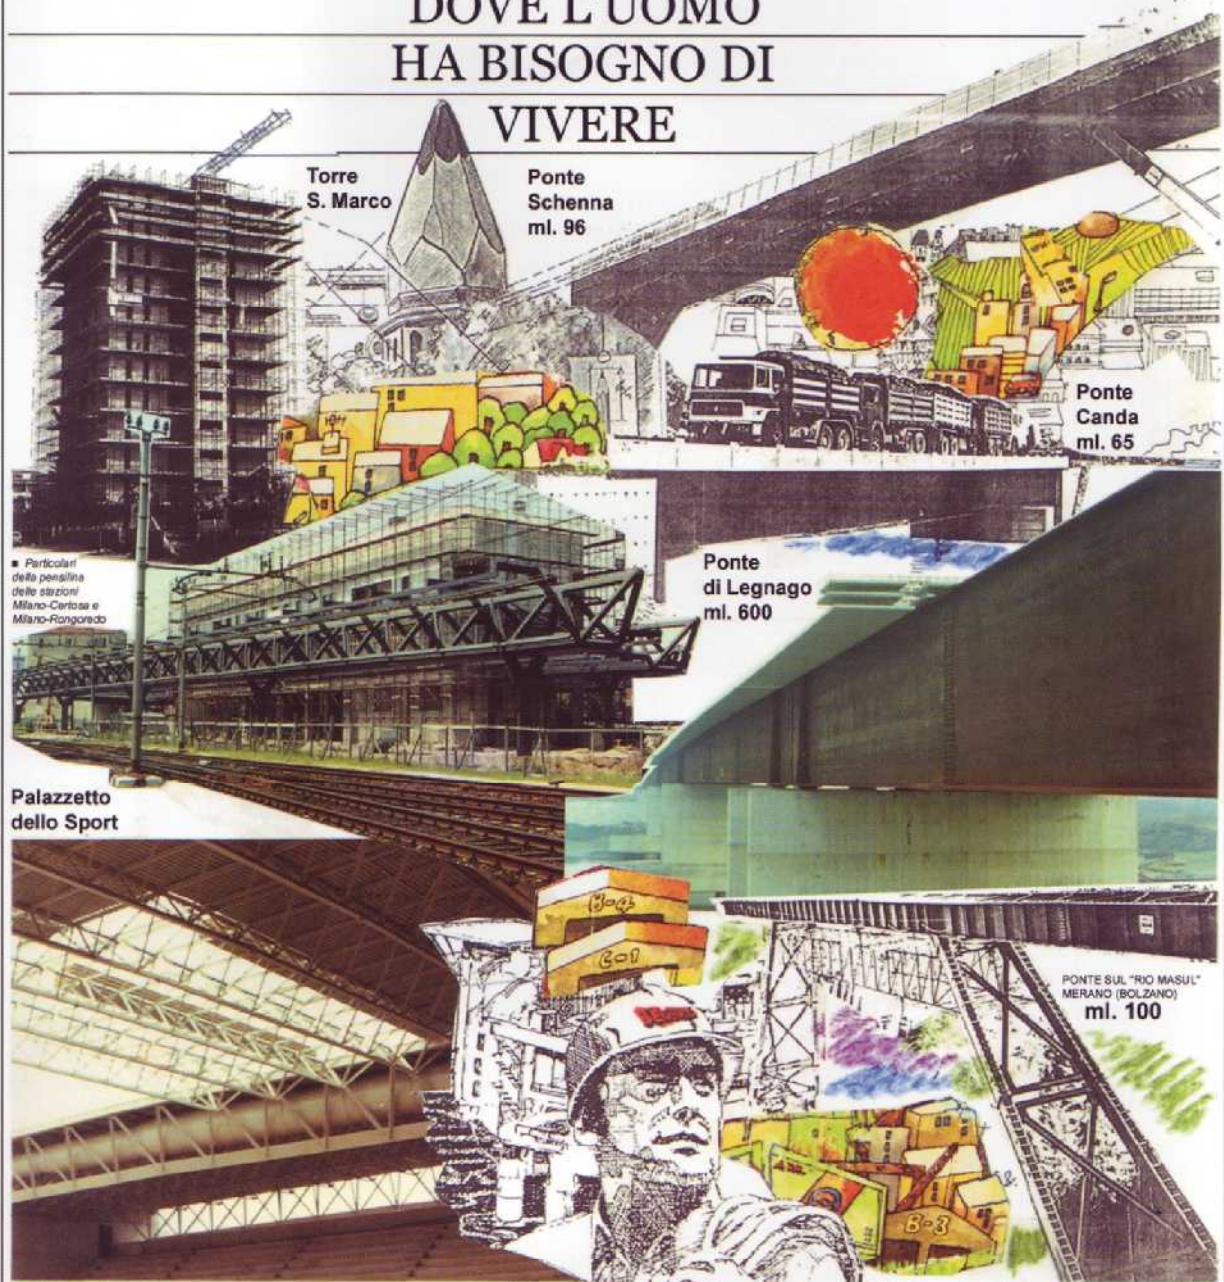 DOVE L'UOMO
HA BISOGNO DI
VIVERE
Torre
S. Marco
Ponte
Schenna
ml. 96
Ponte
Canda
ml. 65
■ Particolari
della pensilina
delle stazioni
Milano-Certosa e
Milano-Rongoredo
Ponte
di Legnago
ml. 600
Palazzetto
dello Sport
B-4
C-1
PONTE SUL "RIO MASUL"
MERANO (BOLZANO)
ml. 100
B-3